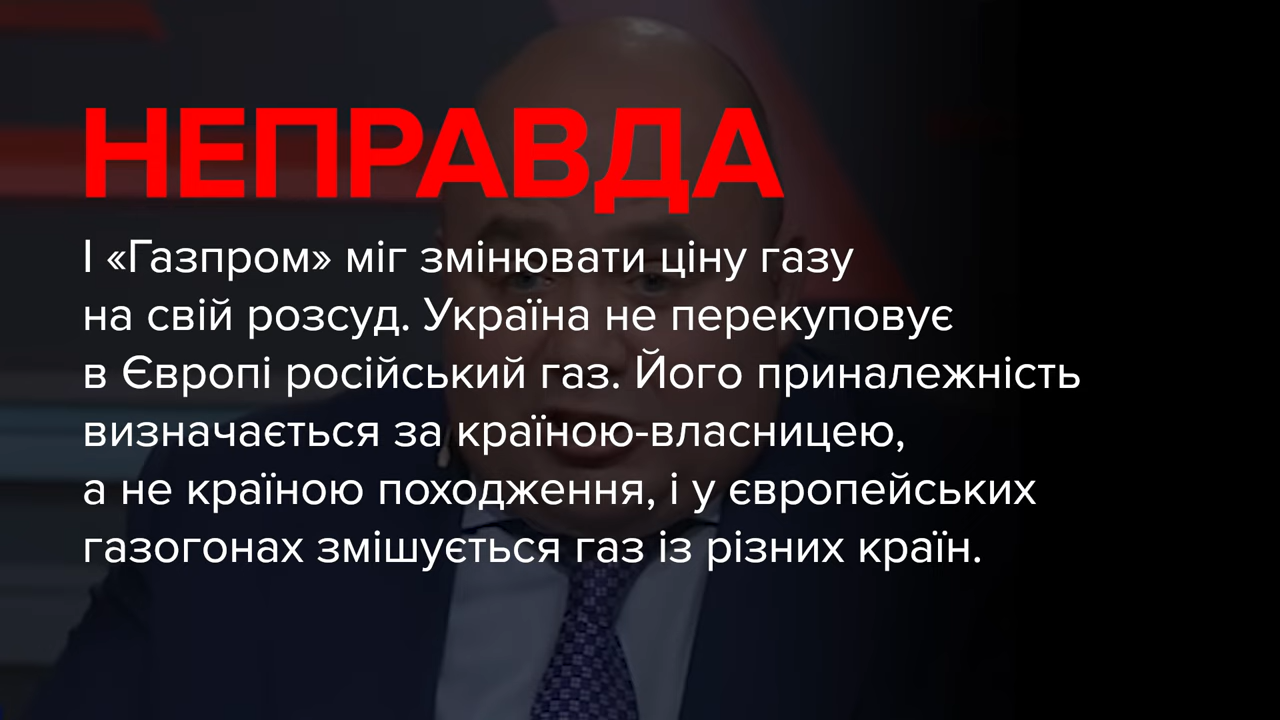 НЕПРАВДА
І «Газпром» міг змінювати ціну газу
на свій розсуд. Україна не перекуповує
в Європі російський газ. Його приналежність
визначається за країною-власницею,
а не країною походження, і у європейських
газогонах змішується газ із різних країн.